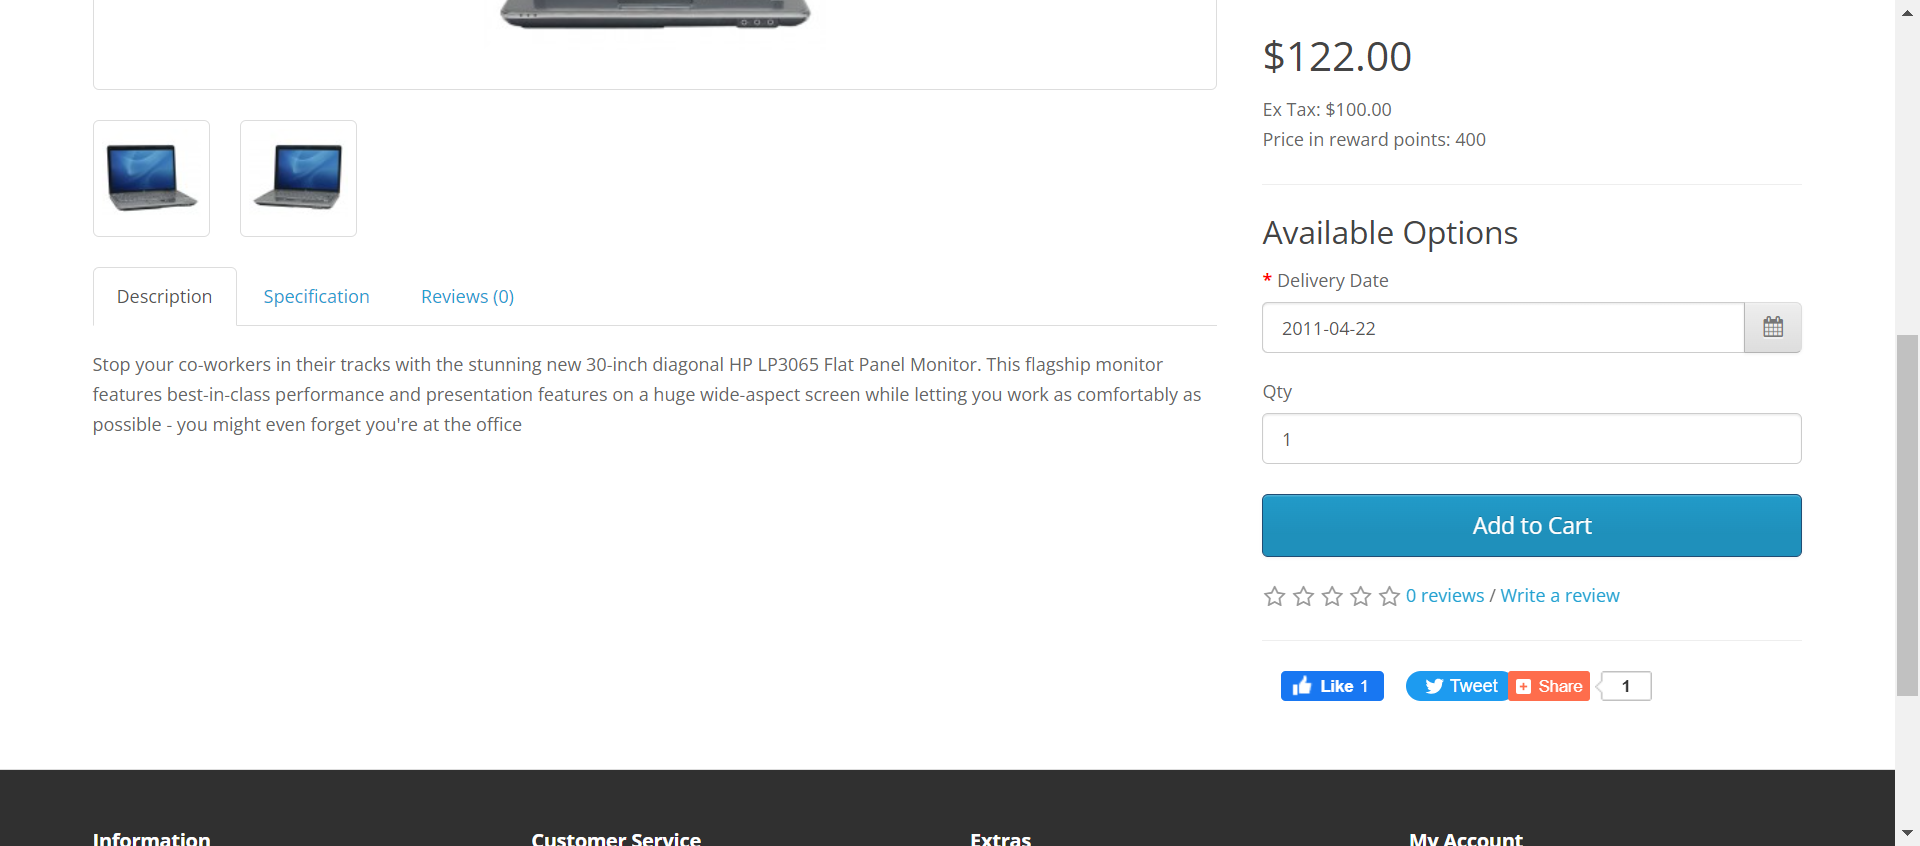 $122.00
Ex Tax: $100.00
Price in reward points: 400
Available Options
* Delivery Date
2011-04-22
Qty
1
Add to Cart
0 reviews / Write a review
Like 1
Tweet
Share
1
Description
Specification
Reviews (0)
Stop your co-workers in their tracks with the stunning new 30-inch diagonal HP LP3065 Flat Panel Monitor. This flagship monitor
features best-in-class performance and presentation features on a huge wide-aspect screen while letting you work as comfortably as
possible - you might even forget you're at the office
Information
Customer Service
Extras
My Account